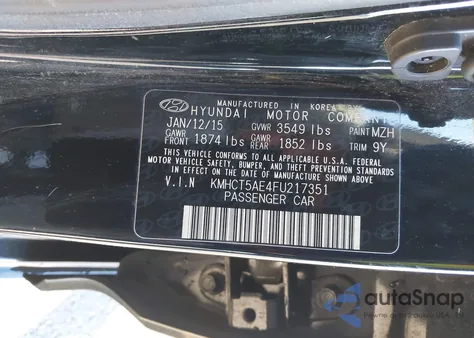 MANUFACTURED IN KOREA BY
HYUNDAI MOTOR COMPANY
JAN/12/15 GVWR 3549 lbs PAINT MZH
GAWR FRONT 1874 lbs GAWR REAR 1852 lbs TRIM 9Y
THIS VEHICLE CONFORMS TO ALL APPLICABLE U.S.A. FEDERAL
MOTOR VEHICLE SAFETY, BUMPER, AND THEFT PREVENTION
STANDARDS IN EFFECT ON THE DATE OF MANUFACTURE SHOWN ABOVE.
V.I.N KMHCT5AE4FU217351
PASSENGER CAR
autoSnap